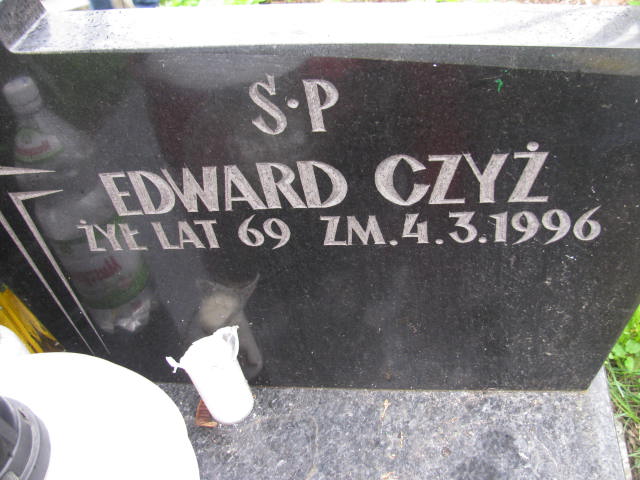 S·P
EDWARD CZYŻ
ŻYŁ LAT 69 ZM.4.3.1996